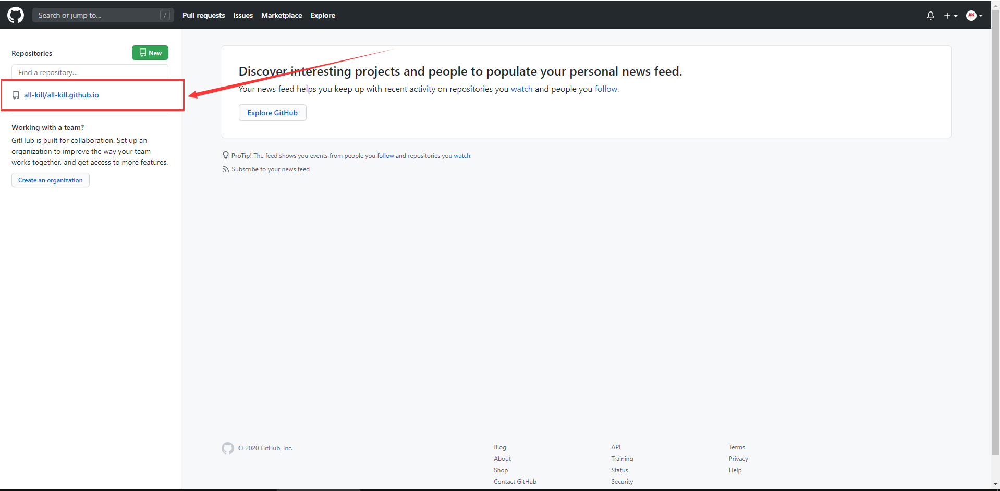 Search or jump to... /
Pull requests Issues Marketplace Explore
AK
Repositories
New
Find a repository...
all-kill/all-kill.github.io
Working with a team?
GitHub is built for collaboration. Set up an
organization to improve the way your team
works together, and get access to more features.
Create an organization
Discover interesting projects and people to populate your personal news feed.
Your news feed helps you keep up with recent activity on repositories you watch and people you follow.
Explore GitHub
ProTip! The feed shows you events from people you follow and repositories you watch.
Subscribe to your news feed
© 2020 GitHub, Inc.
Blog
About
Shop
Contact GitHub
API
Training
Status
Security
Terms
Privacy
Help